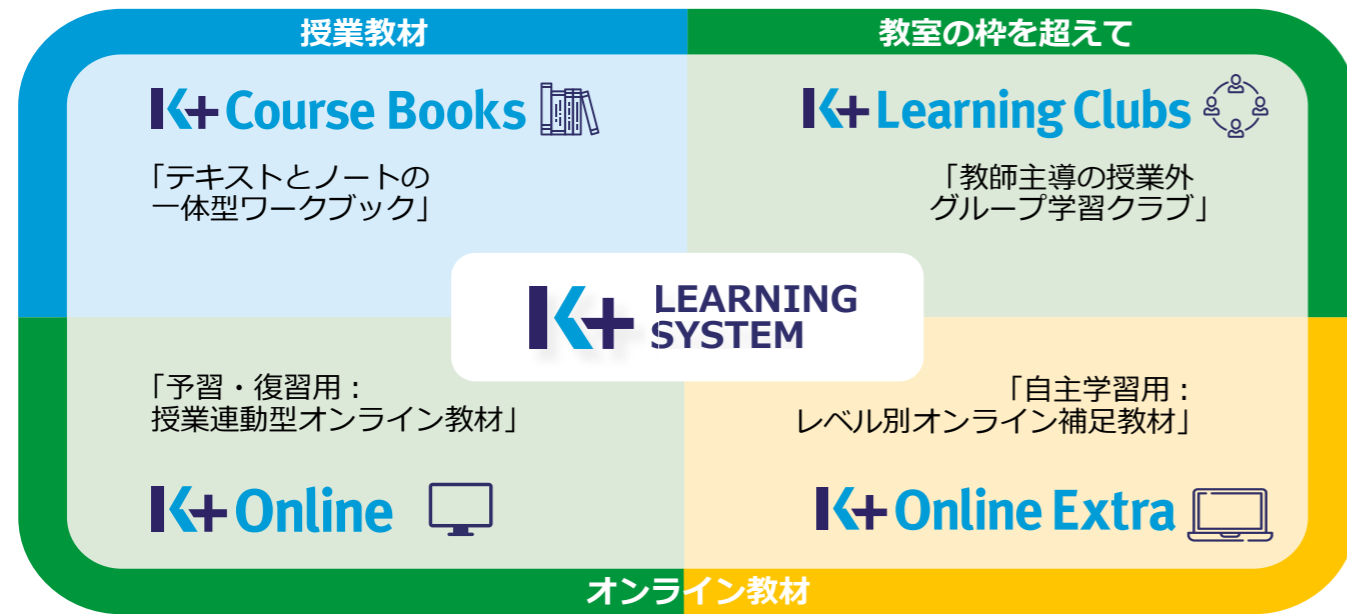 授業教材
教室の枠を超えて
K+ Course Books
「テキストとノートの
一体型ワークブック」
K+ Learning Clubs
「教師主導の授業外
グループ学習クラブ」
K+ LEARNING
SYSTEM
「予習・復習用：
授業連動型オンライン教材」
K+ Online
「自主学習用：
レベル別オンライン補足教材」
K+ Online Extra
オンライン教材